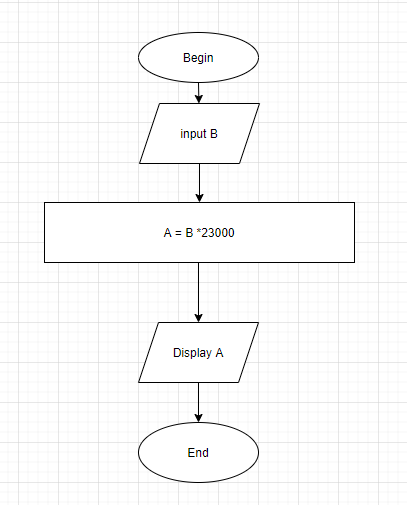 Begin
input B
A = B *23000
Display A
End